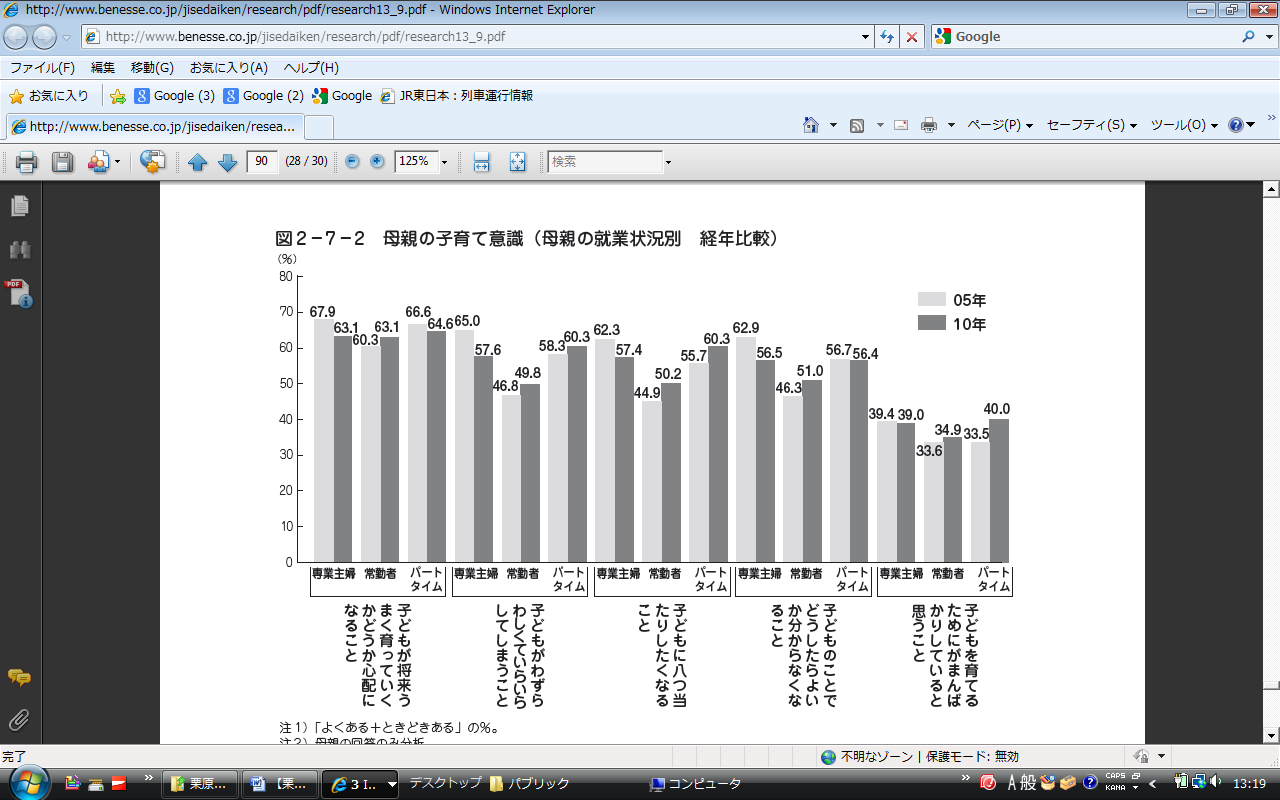 http://www.benesse.co.jp/jisedaiken/research/pdf/research13_9.pdf - Windows Internet Explorer
http://www.benesse.co.jp/jisedaiken/research/pdf/research13_9.pdf
Google
ファイル(F) 編集 移動(G) お気に入り(A) ヘルプ(H)
お気に入り Google (3) Google (2) Google JR東日本：列車運行情報
http://www.benesse.co.jp/jisedaiken/resea...
ページ(P) セーフティ(S) ツール(O)
90 (28 / 30) 125% 検索
図2－7－2　母親の子育て意識（母親の就業状況別　経年比較）
(%)
80
70
60
50
40
30
20
10
0
05年
10年
67.9 63.1 60.3 63.1 66.6 64.6
65.0 57.6 46.8 49.8 58.3 60.3
62.3 57.4 44.9 50.2 55.7 60.3
62.9 56.5 46.3 51.0 56.7 56.4
39.4 39.0 33.6 34.9 33.5 40.0
専業主婦 常勤者 パートタイム
専業主婦 常勤者 パートタイム
専業主婦 常勤者 パートタイム
専業主婦 常勤者 パートタイム
専業主婦 常勤者 パートタイム
子どもが将来う
まく育っていく
かどうか心配に
なること
子どもがわずら
わしくていらいら
してしまうこと
子どもに八つ当
たりしたくなる
こと
子どものことで
どうしたらよい
か分からなくな
ること
子どもを育てる
ためにがまんば
かりしていると
思うこと
注1）「よくある＋ときどきある」の%。
注2）母親の回答のみ分析。
完了
不明なゾーン | 保護モード: 無効
栗原... 【栗... 3 I... デスクトップ パブリック コンピュータ
A 般 CAPS KANA 13:19